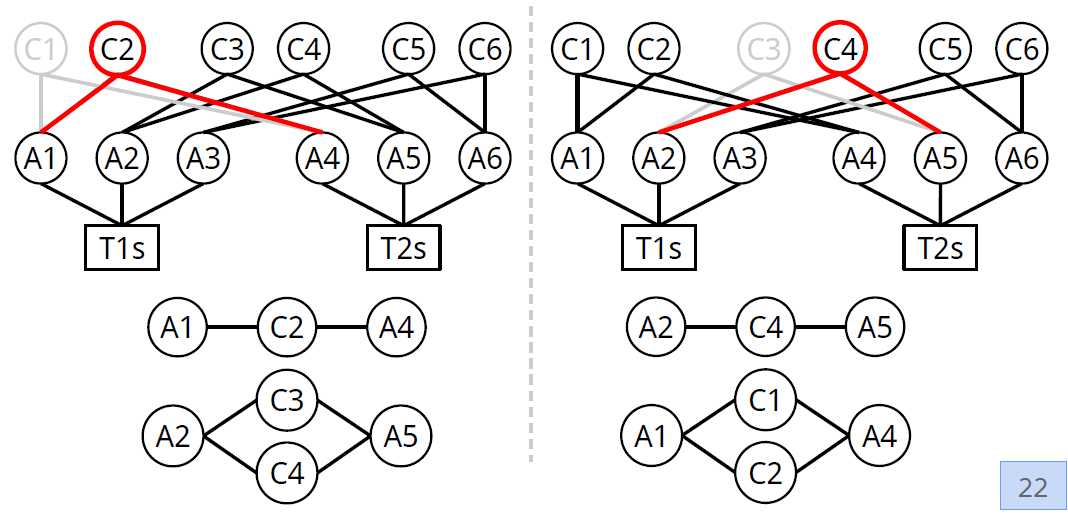 C1 C2 C3 C4 C5 C6
A1 A2 A3 A4 A5 A6
T1s T2s
A1 C2 A4
C3
A2 A5
C4
C1 C2 C3 C4 C5 C6
A1 A2 A3 A4 A5 A6
T1s T2s
A2 C4 A5
C1
A1 A4
C2
22